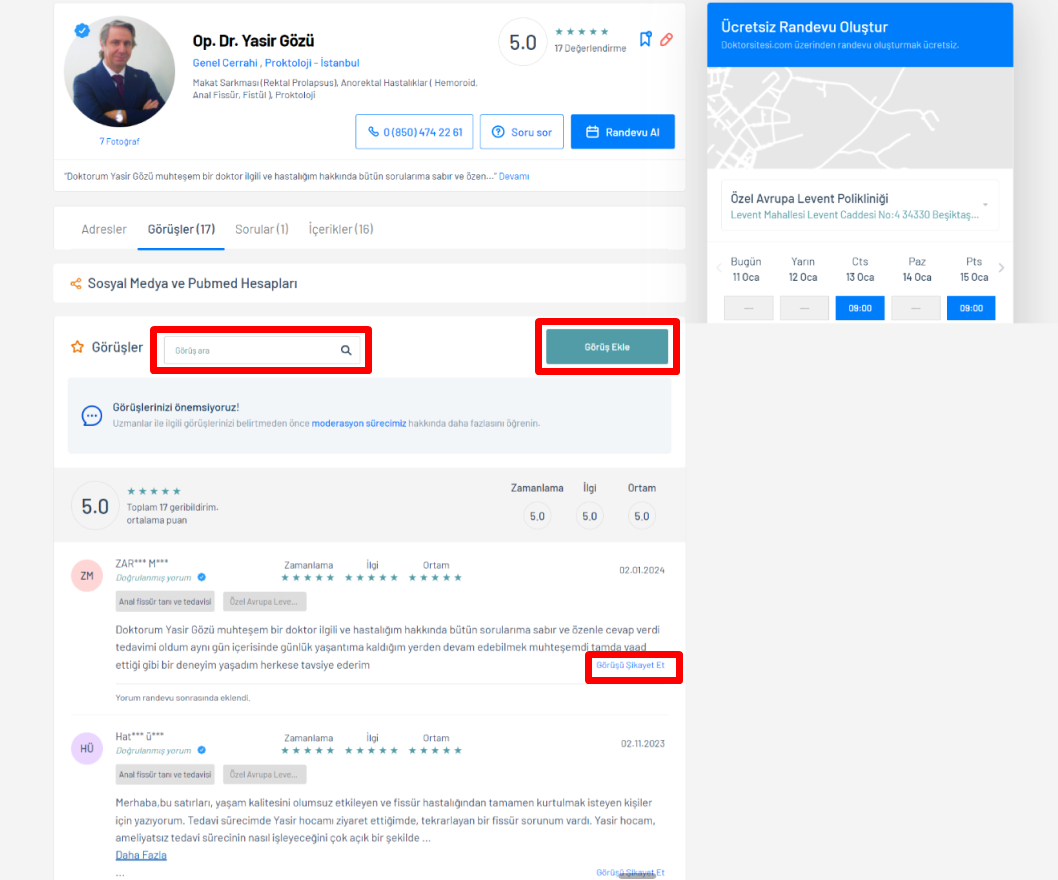 Op. Dr. Yasir Gözü
Genel Cerrahi , Proktoloji - İstanbul
Makat Sarkması (Rektal Prolapsus), Anorektal Hastalıklar ( Hemoroid,
Anal Fissür, Fistül ), Proktoloji
5.0
17 Değerlendirme
7 Fotoğraf
0 (850) 474 22 61
Soru sor
Randevu Al
"Doktorum Yasir Gözü muhteşem bir doktor ilgili ve hastalığım hakkında bütün sorularıma sabır ve özen..." Devamı
Adresler
Görüşler (17)
Sorular (1)
İçerikler (16)
Sosyal Medya ve Pubmed Hesapları
Görüşler
Görüş ara
Görüş Ekle
Görüşlerinizi önemsiyoruz!
Uzmanlar ile ilgili görüşlerinizi belirtmeden önce moderasyon sürecimiz hakkında daha fazlasını öğrenin.
5.0
Toplam 17 geribildirim.
ortalama puan
Zamanlama İlgi Ortam
5.0 5.0 5.0
ZM
ZAR*** M***
Doğrulanmış yorum
Zamanlama İlgi Ortam
02.01.2024
Anal fissür tanı ve tedavisi
Özel Avrupa Leve...
Doktorum Yasir Gözü muhteşem bir doktor ilgili ve hastalığım hakkında bütün sorularıma sabır ve özenle cevap verdi
tedavimi oldum aynı gün içerisinde günlük yaşantıma kaldığım yerden devam edebilmek muhteşemdi tamda vaad
ettiği gibi bir deneyim yaşadım herkese tavsiye ederim
Görüşü Şikayet Et
Yorum randevu sonrasında eklendi.
HÜ
Hat*** ü***
Doğrulanmış yorum
Zamanlama İlgi Ortam
02.11.2023
Anal fissür tanı ve tedavisi
Özel Avrupa Leve...
Merhaba,bu satırları, yaşam kalitesini olumsuz etkileyen ve fissür hastalığından tamamen kurtulmak isteyen kişiler
için yazıyorum. Tedavi sürecimde Yasir hocamı ziyaret ettiğimde, tekrarlayan bir fissür sorunum vardı. Yasir hocam,
ameliyatsız tedavi sürecinin nasıl işleyeceğini çok açık bir şekilde ...
Daha Fazla
...
Görüşü Şikayet Et
Ücretsiz Randevu Oluştur
Doktorsitesi.com üzerinden randevu oluşturmak ücretsiz.
Özel Avrupa Levent Polikliniği
Levent Mahallesi Levent Caddesi No:4 34330 Beşiktaş...
Bugün Yarın Cts Paz Pts
11 Oca 12 Oca 13 Oca 14 Oca 15 Oca
— — 09:00 — 09:00